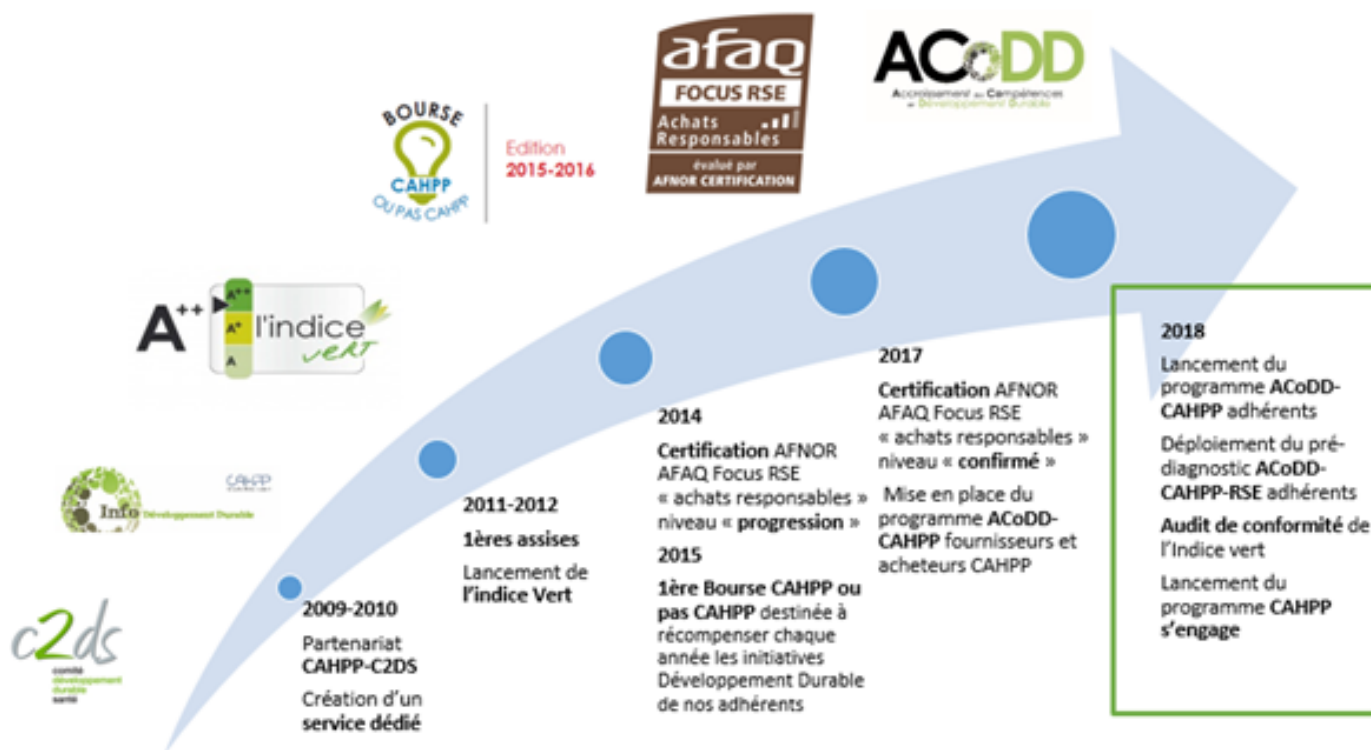 afaq
FOCUS RSE
Achats
Responsables
évalué par
AFNOR CERTIFICATION
ACoDD
Accroissement des Compétences
en Développement Durable
BOURSE
CAHPP
OU PAS CAHPP
Edition
2015-2016
A++
A++
A+
A
l'indice
vert
CAHPP
Info
Développement Durable
c2ds
comité
développement
durable
santé
2009-2010
Partenariat
CAHPP-C2DS
Création d'un
service dédié
2011-2012
1ères assises
Lancement de
l'indice Vert
2014
Certification AFNOR
AFAQ Focus RSE
« achats responsables »
niveau « progression »
2015
1ère Bourse CAHPP ou
pas CAHPP destinée à
récompenser chaque
année les initiatives
Développement Durable
de nos adhérents
2017
Certification AFNOR
AFAQ Focus RSE
« achats responsables »
niveau « confirmé »
Mise en place du
programme ACoDD-
CAHPP fournisseurs et
acheteurs CAHPP
2018
Lancement du
programme ACoDD-
CAHPP adhérents
Déploiement du pré-
diagnostic ACoDD-
CAHPP-RSE adhérents
Audit de conformité de
l'Indice vert
Lancement du
programme CAHPP
s'engage